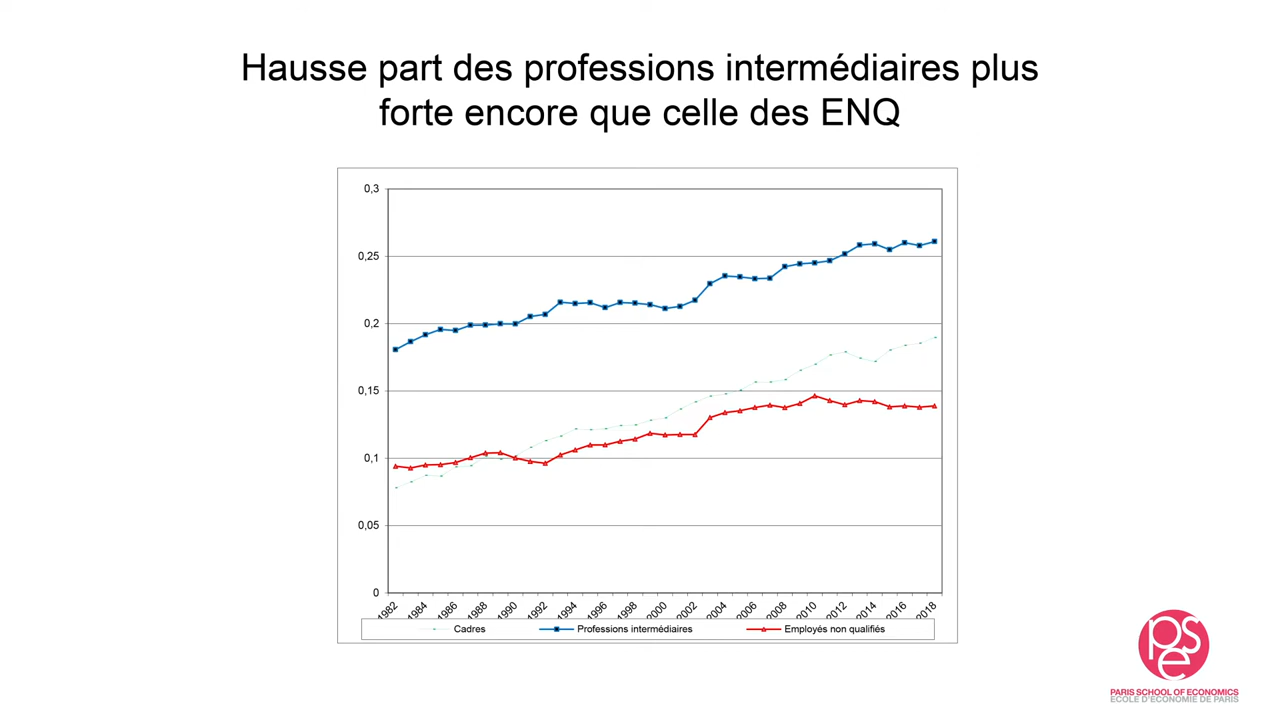 Hausse part des professions intermédiaires plus
forte encore que celle des ENQ
0,3
0,25
0,2
0,15
0,1
0,05
0
1982 1984 1986 1988 1990 1992 1994 1996 1998 2000 2002 2004 2006 2008 2010 2012 2014 2016 2018
Cadres Professions intermédiaires Employés non qualifiés
pse
PARIS SCHOOL OF ECONOMICS
ECOLE D'ECONOMIE DE PARIS